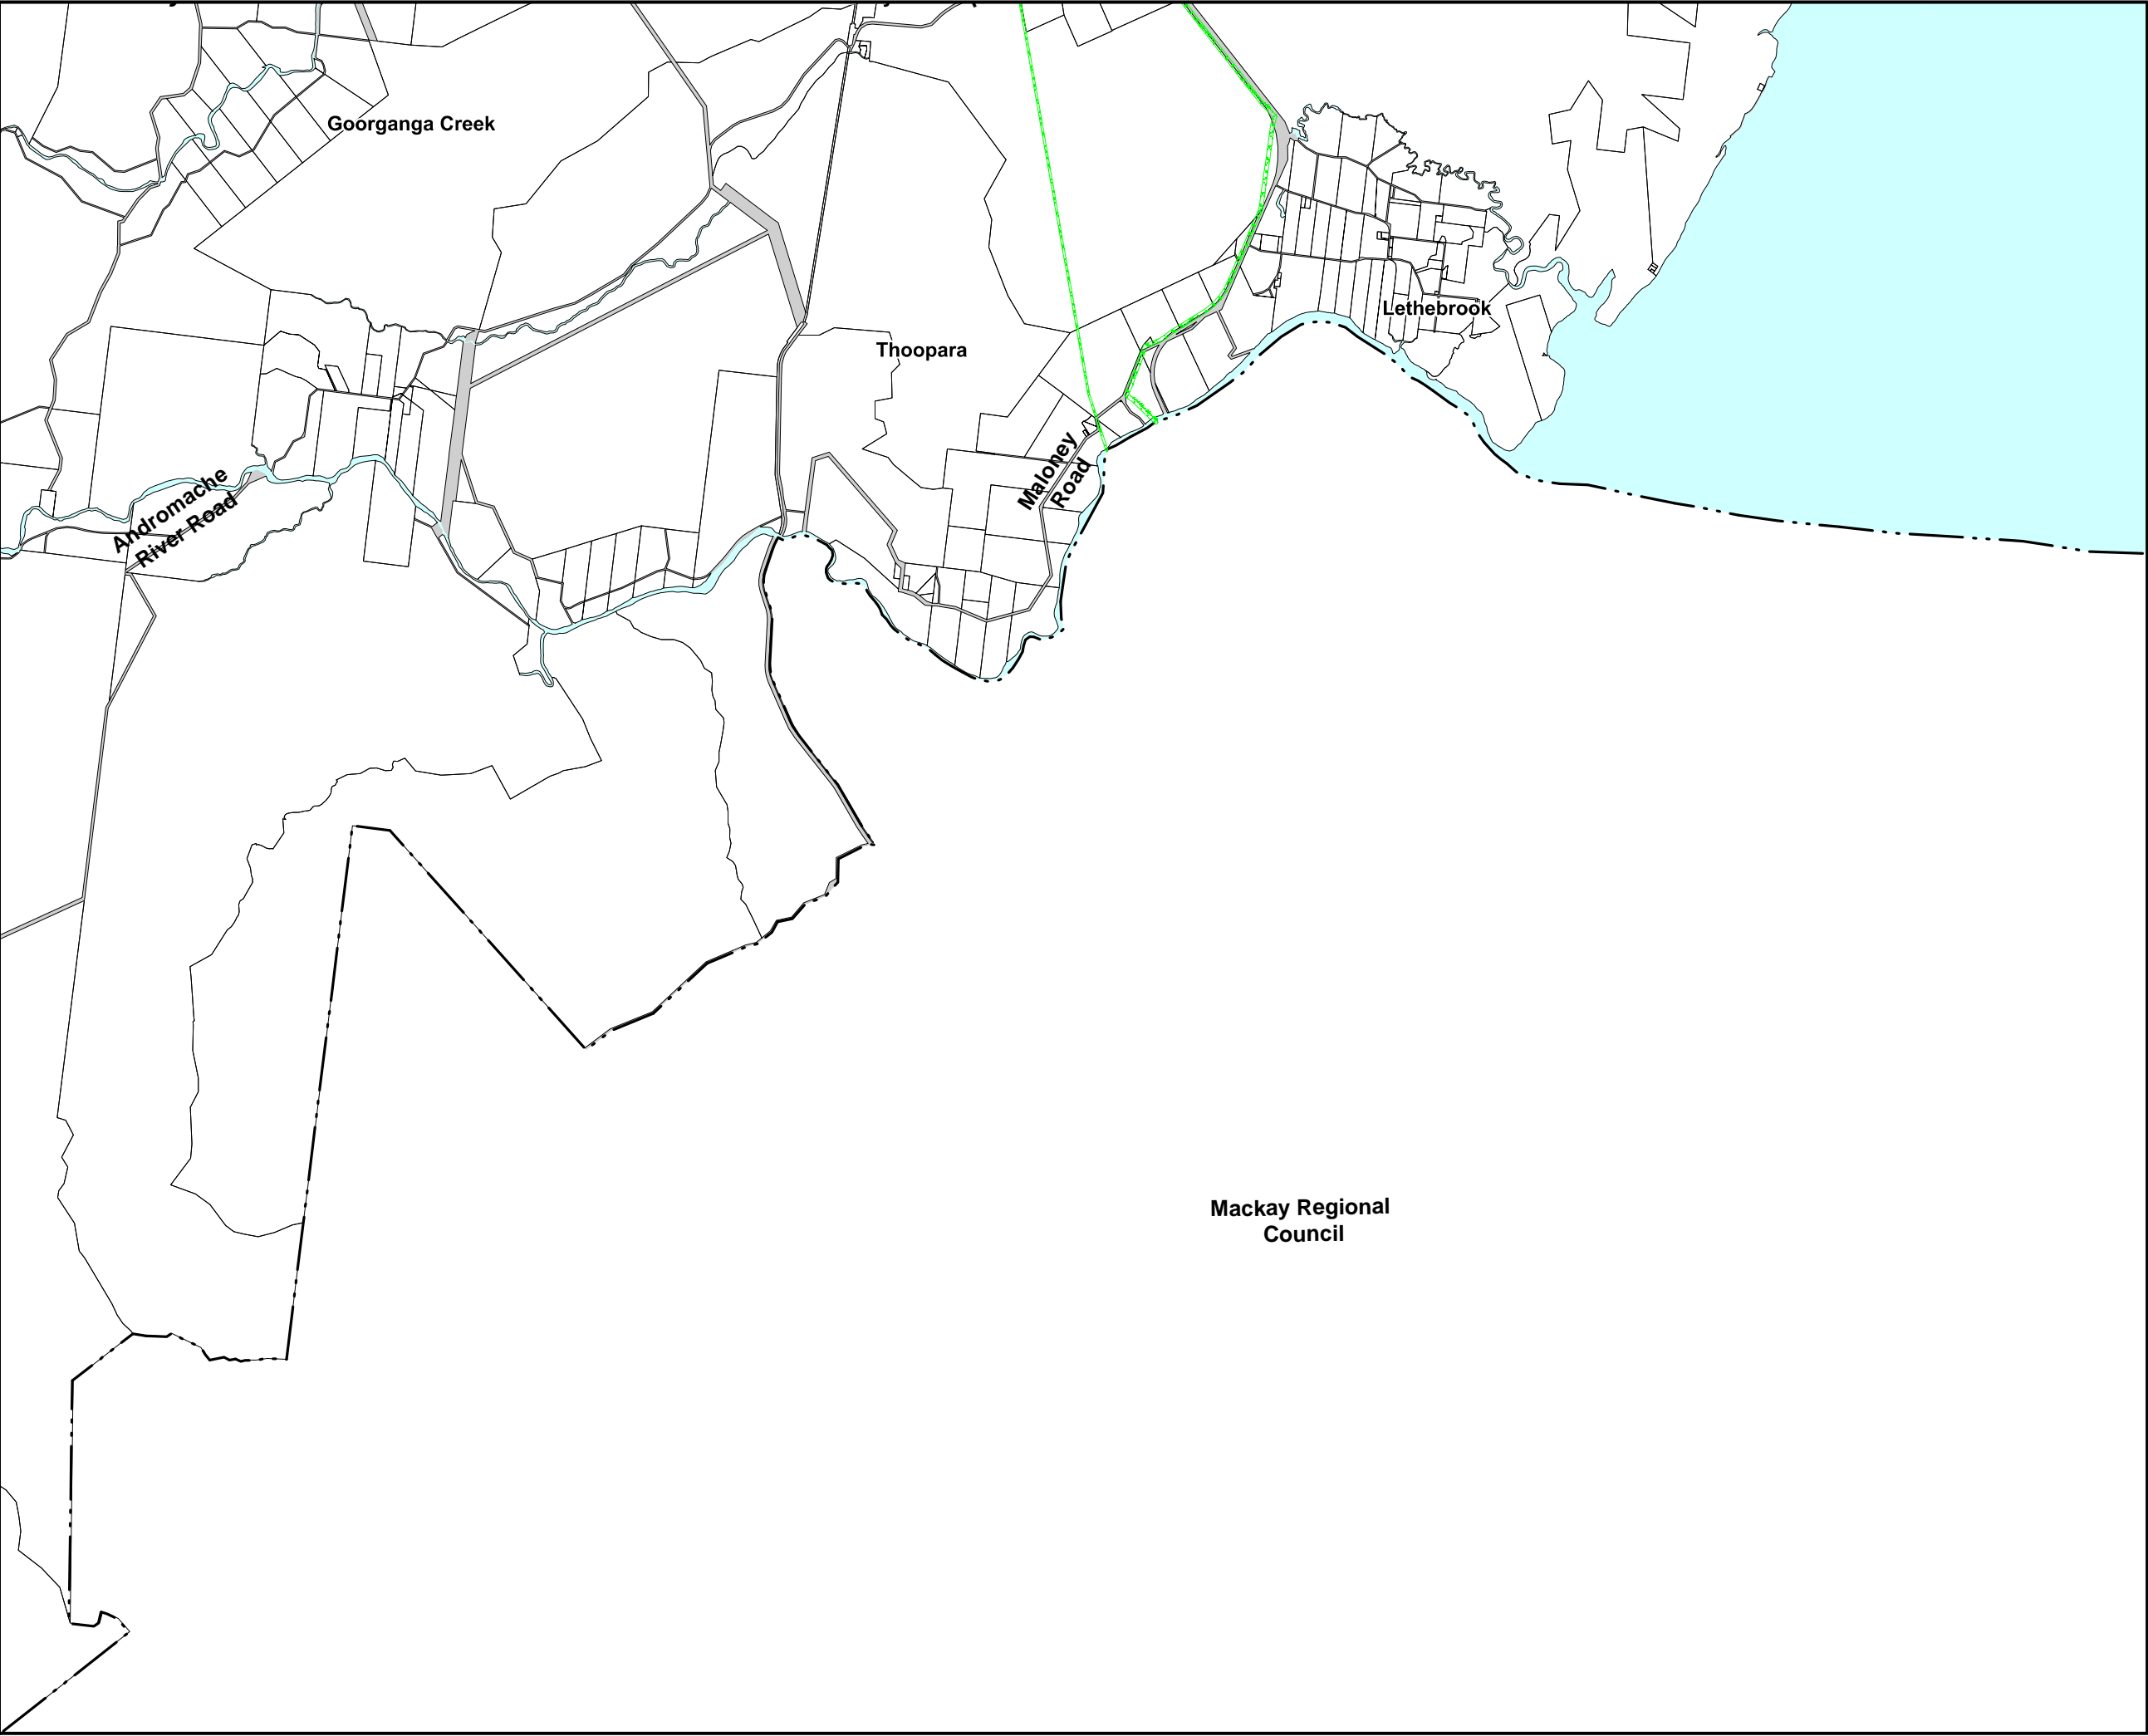 Goorganga Creek
Lethebrook
Thoopara
Maloney
Road
Andromache
River Road
Mackay Regional
Council